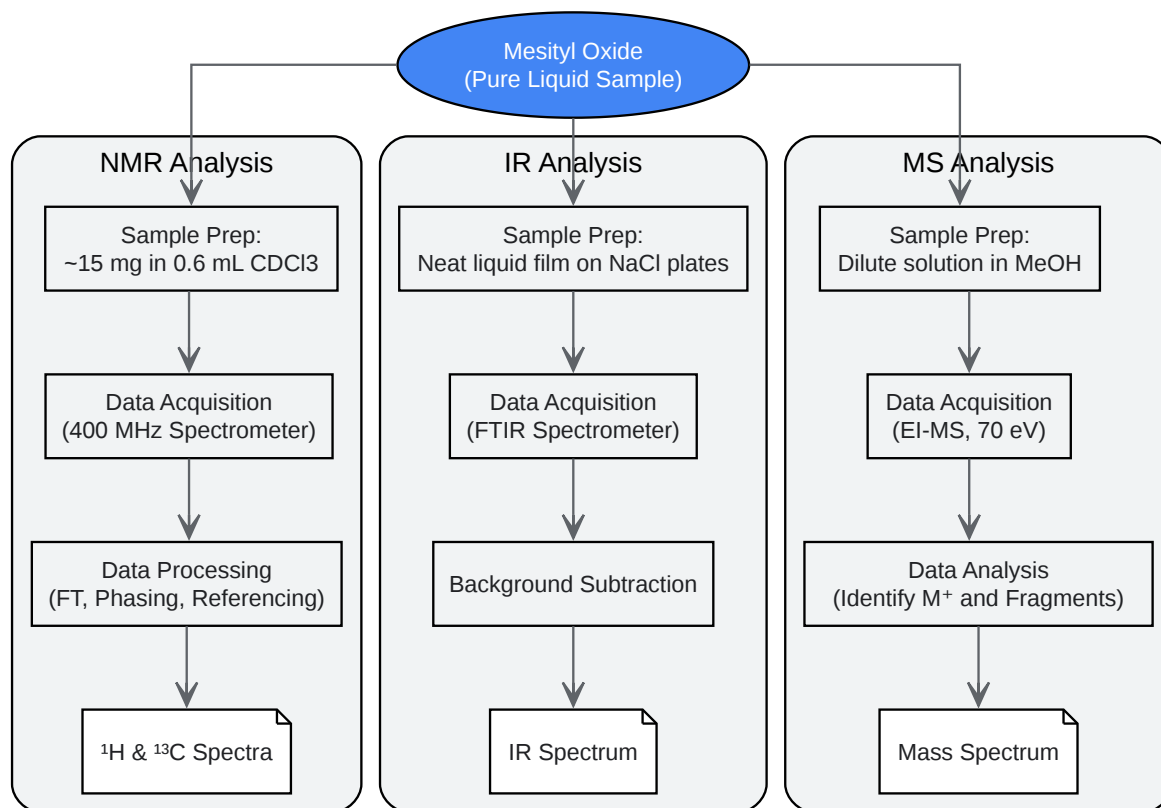 Mesityl Oxide
(Pure Liquid Sample)
NMR Analysis
Sample Prep:
~15 mg in 0.6 mL CDCl3
Data Acquisition
(400 MHz Spectrometer)
Data Processing
(FT, Phasing, Referencing)
¹H & ¹³C Spectra
IR Analysis
Sample Prep:
Neat liquid film on NaCl plates
Data Acquisition
(FTIR Spectrometer)
Background Subtraction
IR Spectrum
MS Analysis
Sample Prep:
Dilute solution in MeOH
Data Acquisition
(EI-MS, 70 eV)
Data Analysis
(Identify M⁺ and Fragments)
Mass Spectrum